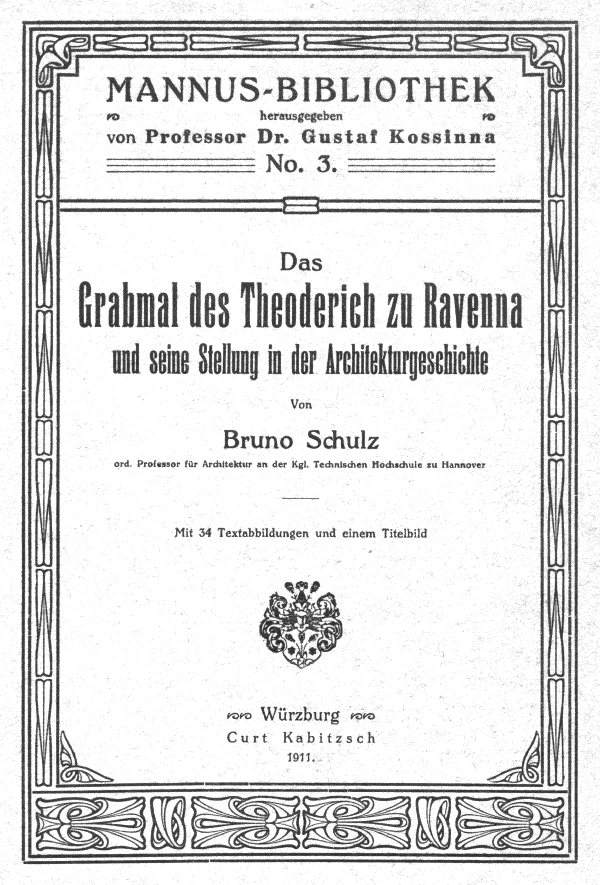 MANNUS-BIBLIOTHEK
herausgegeben
von Professor Dr. Gustaf Kossinna
No. 3.
Das
Grabmal des Theoderich zu Ravenna
und seine Stellung in der Architekturgeschichte
Von
Bruno Schulz
ord. Professor für Architektur an der Kgl. Technischen Hochschule zu Hannover
Mit 34 Textabbildungen und einem Titelbild
Würzburg
Curt Kabitzsch
1911.